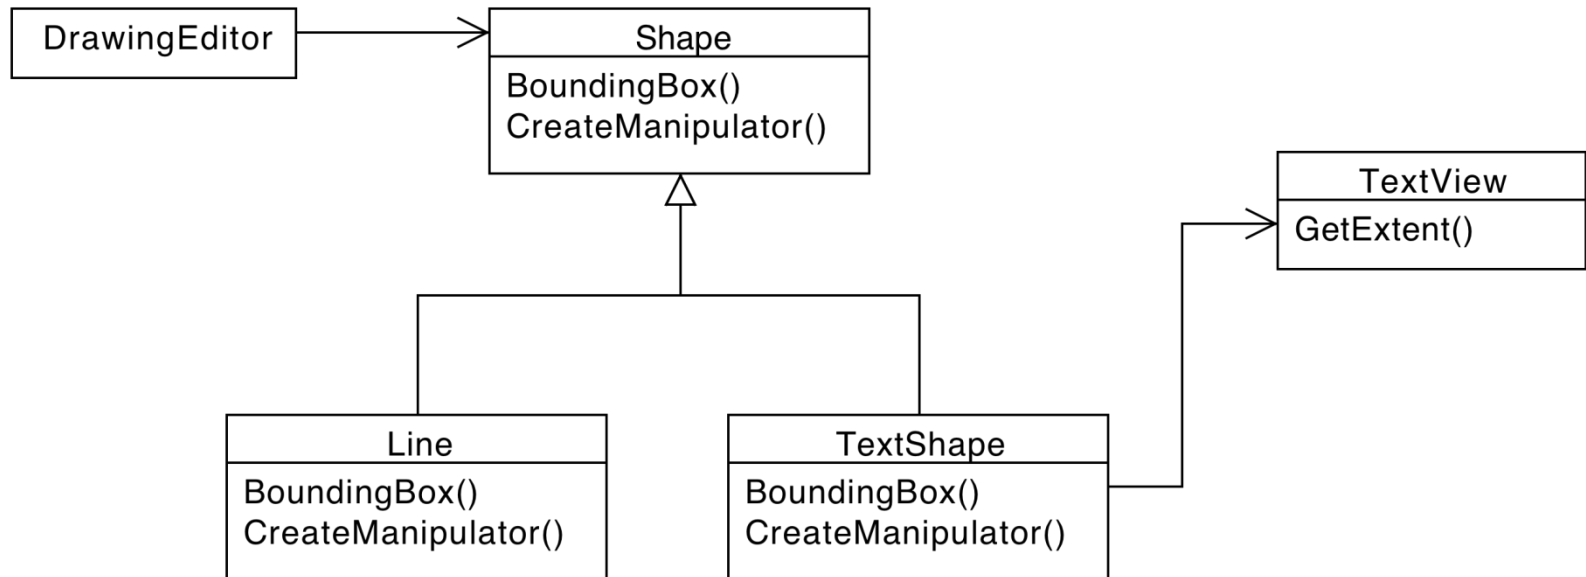 DrawingEditor
Shape
BoundingBox()
CreateManipulator()
TextView
GetExtent()
Line
BoundingBox()
CreateManipulator()
TextShape
BoundingBox()
CreateManipulator()